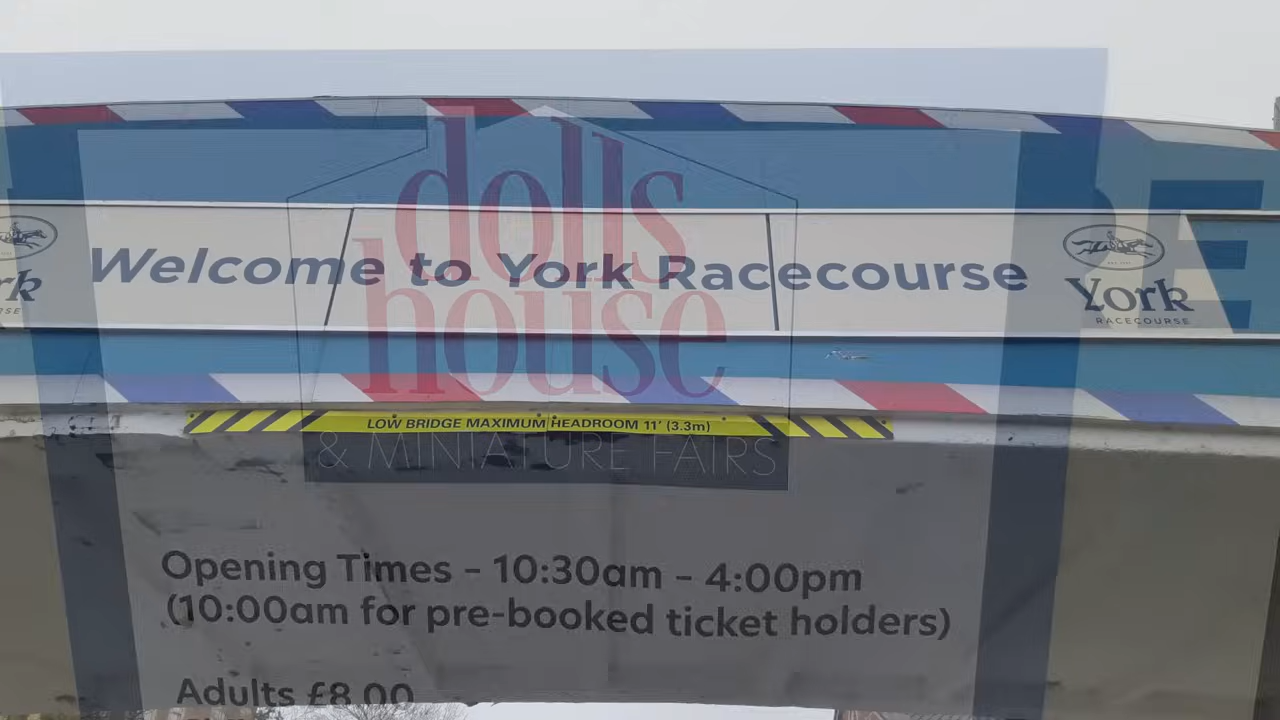 dolls
Welcome to York Racecourse
York
RACECOURSE
house
LOW BRIDGE MAXIMUM HEADROOM 11' (3.3m)
& MINIATURE FAIRS
Opening Times - 10:30am - 4:00pm
(10:00am for pre-booked ticket holders)
Adults £8.00